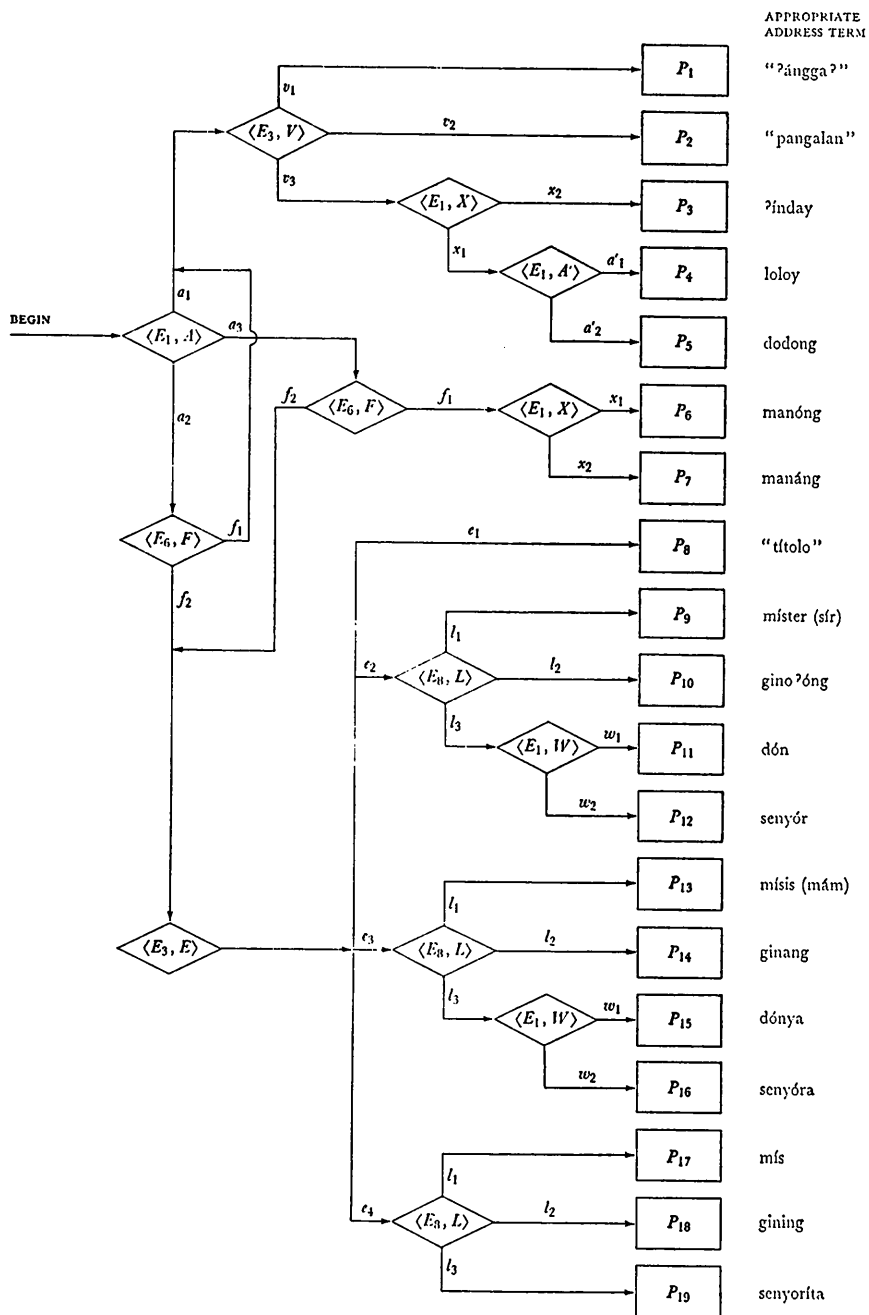 APPROPRIATE
ADDRESS TERM
v₁
P₁ "ʔánggaʔ"
⟨E₃, V⟩ v₂ P₂ "pangalan"
v₃
⟨E₁, X⟩ x₂ P₃ ʔínday
x₁
a₁ ⟨E₁, A'⟩ a'₁ P₄ loloy
BEGIN
⟨E₁, A⟩ a₃ a'₂ P₅ dodong
a₂ f₂ ⟨E₆, F⟩ f₁ ⟨E₁, X⟩ x₁ P₆ manóng
x₂ P₇ manáng
⟨E₆, F⟩ f₁ e₁ P₈ "título"
f₂
l₁ P₉ míster (sír)
e₂ ⟨E₈, L⟩ l₂ P₁₀ ginoʔóng
l₃ ⟨E₁, W⟩ w₁ P₁₁ dón
w₂ P₁₂ senyór
l₁ P₁₃ mísis (mám)
⟨E₃, E⟩ e₃ ⟨E₈, L⟩ l₂ P₁₄ ginang
l₃ ⟨E₁, W⟩ w₁ P₁₅ dónya
w₂ P₁₆ senyóra
l₁ P₁₇ mís
e₄ ⟨E₈, L⟩ l₂ P₁₈ gining
l₃ P₁₉ senyoríta